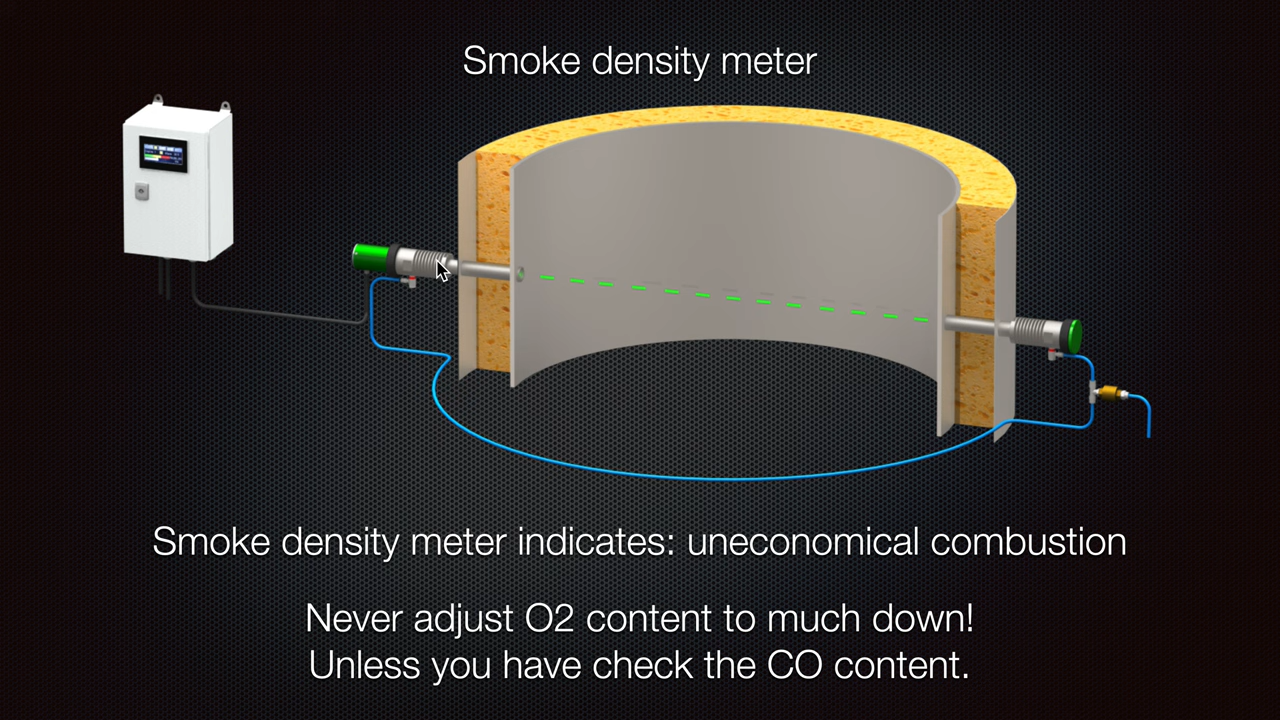 Smoke density meter
Smoke density meter indicates: uneconomical combustion
Never adjust O2 content to much down!
Unless you have check the CO content.